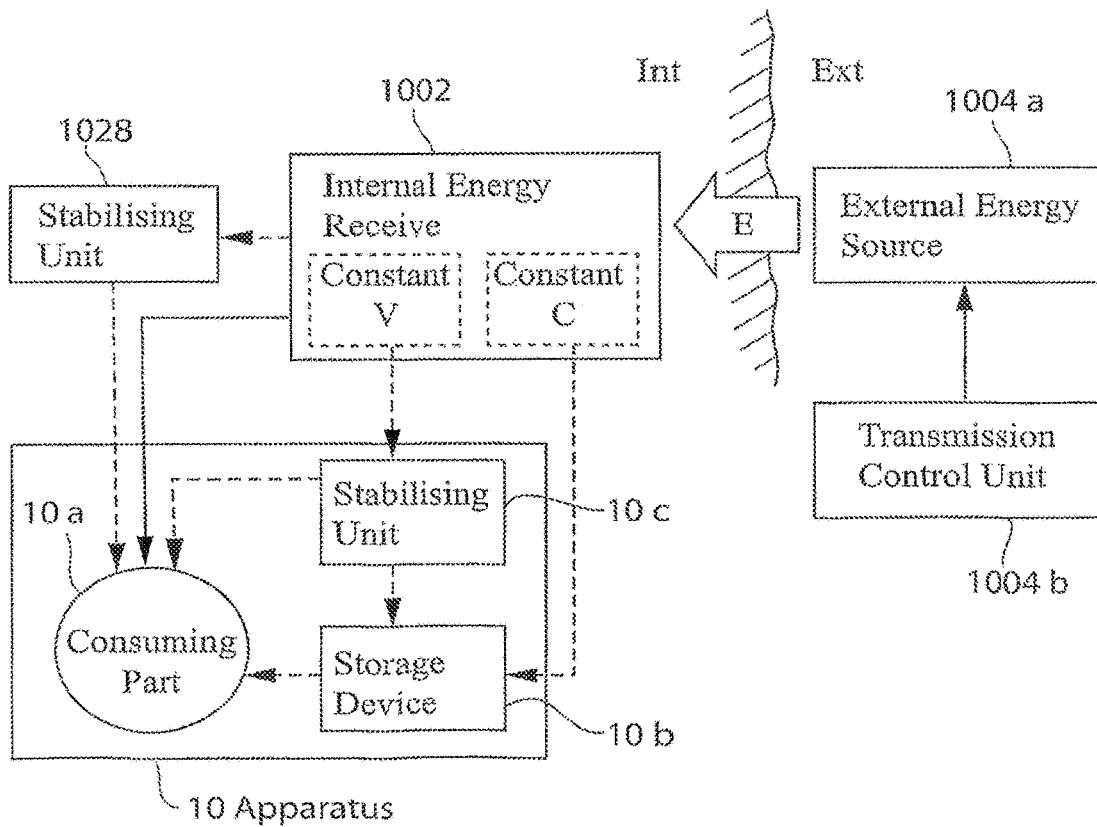 Int
Ext
1002
1004 a
1028
Stabilising
Unit
Internal Energy
Receive
Constant
V
Constant
C
E
External Energy
Source
Transmission
Control Unit
1004 b
10 a
Stabilising
Unit
10 c
Consuming
Part
Storage
Device
10 b
10 Apparatus